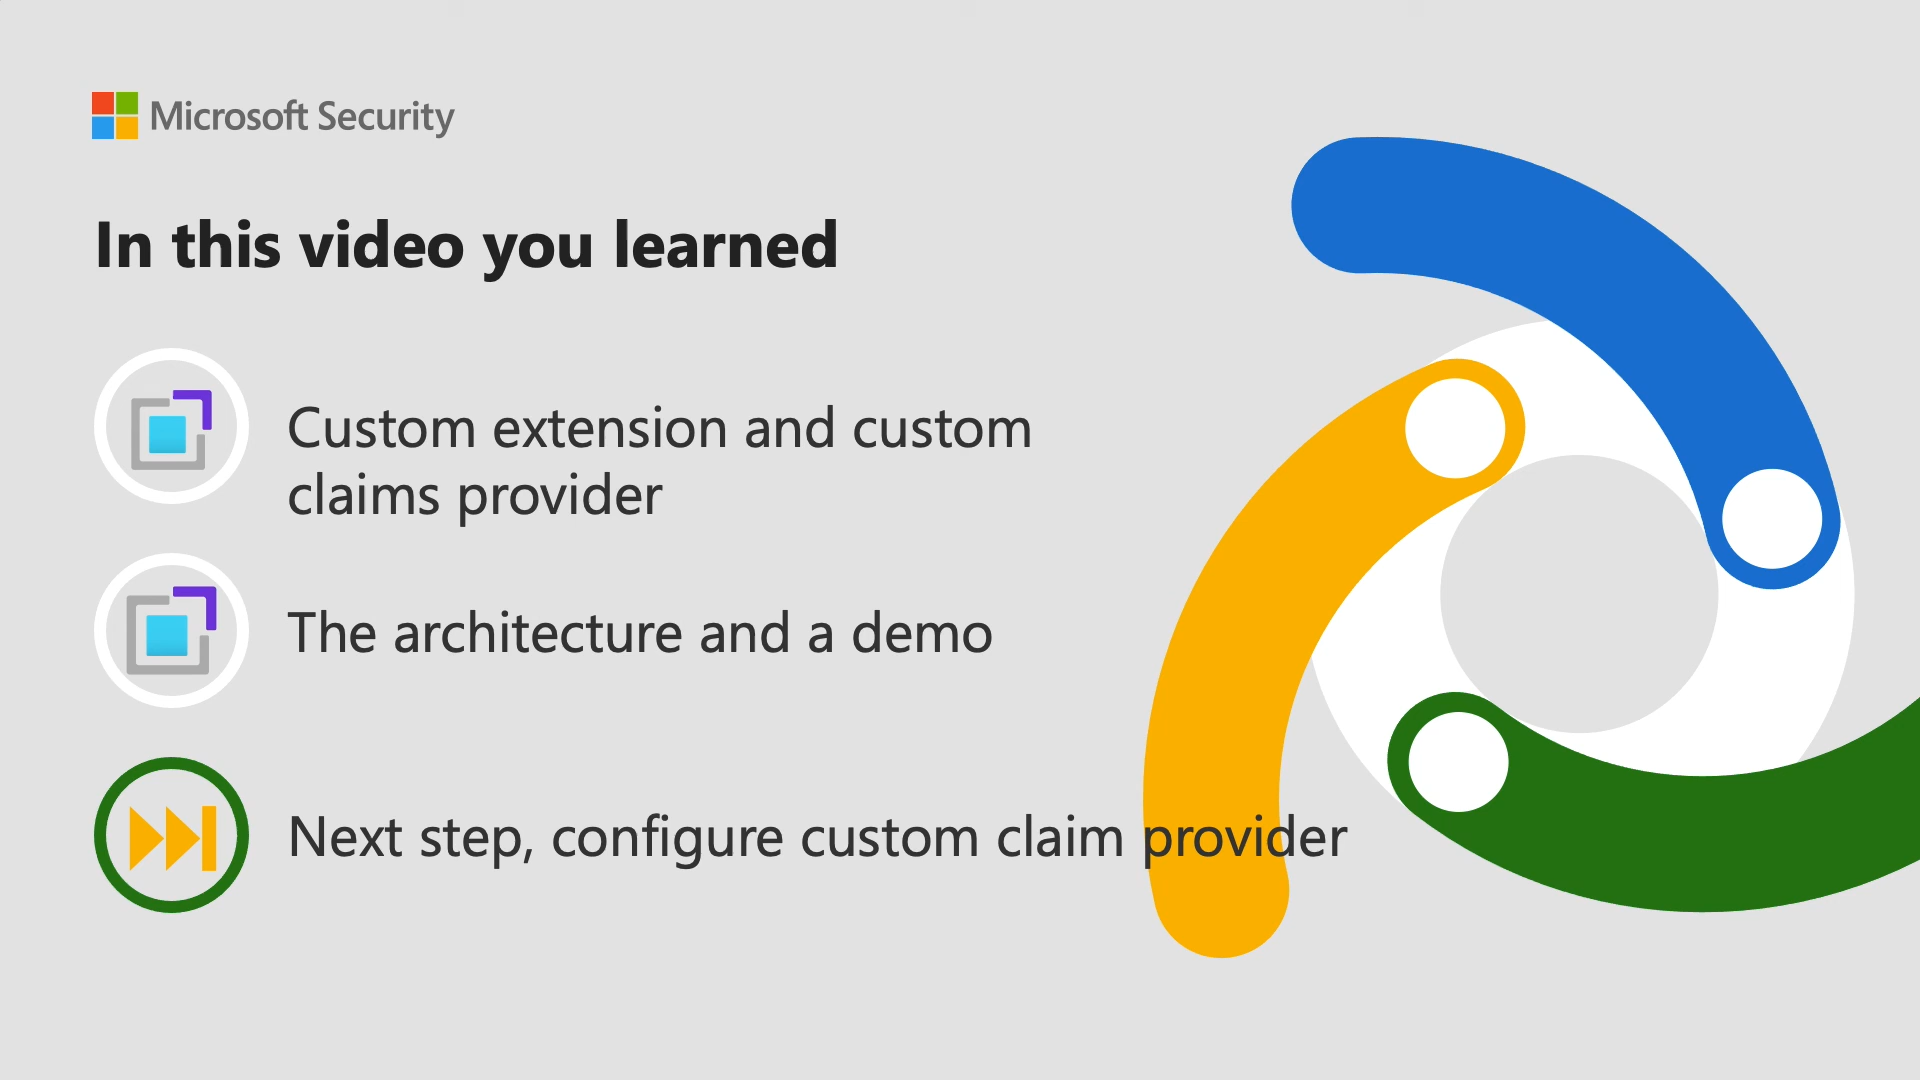 Microsoft Security
In this video you learned
Custom extension and custom
claims provider
The architecture and a demo
Next step, configure custom claim provider